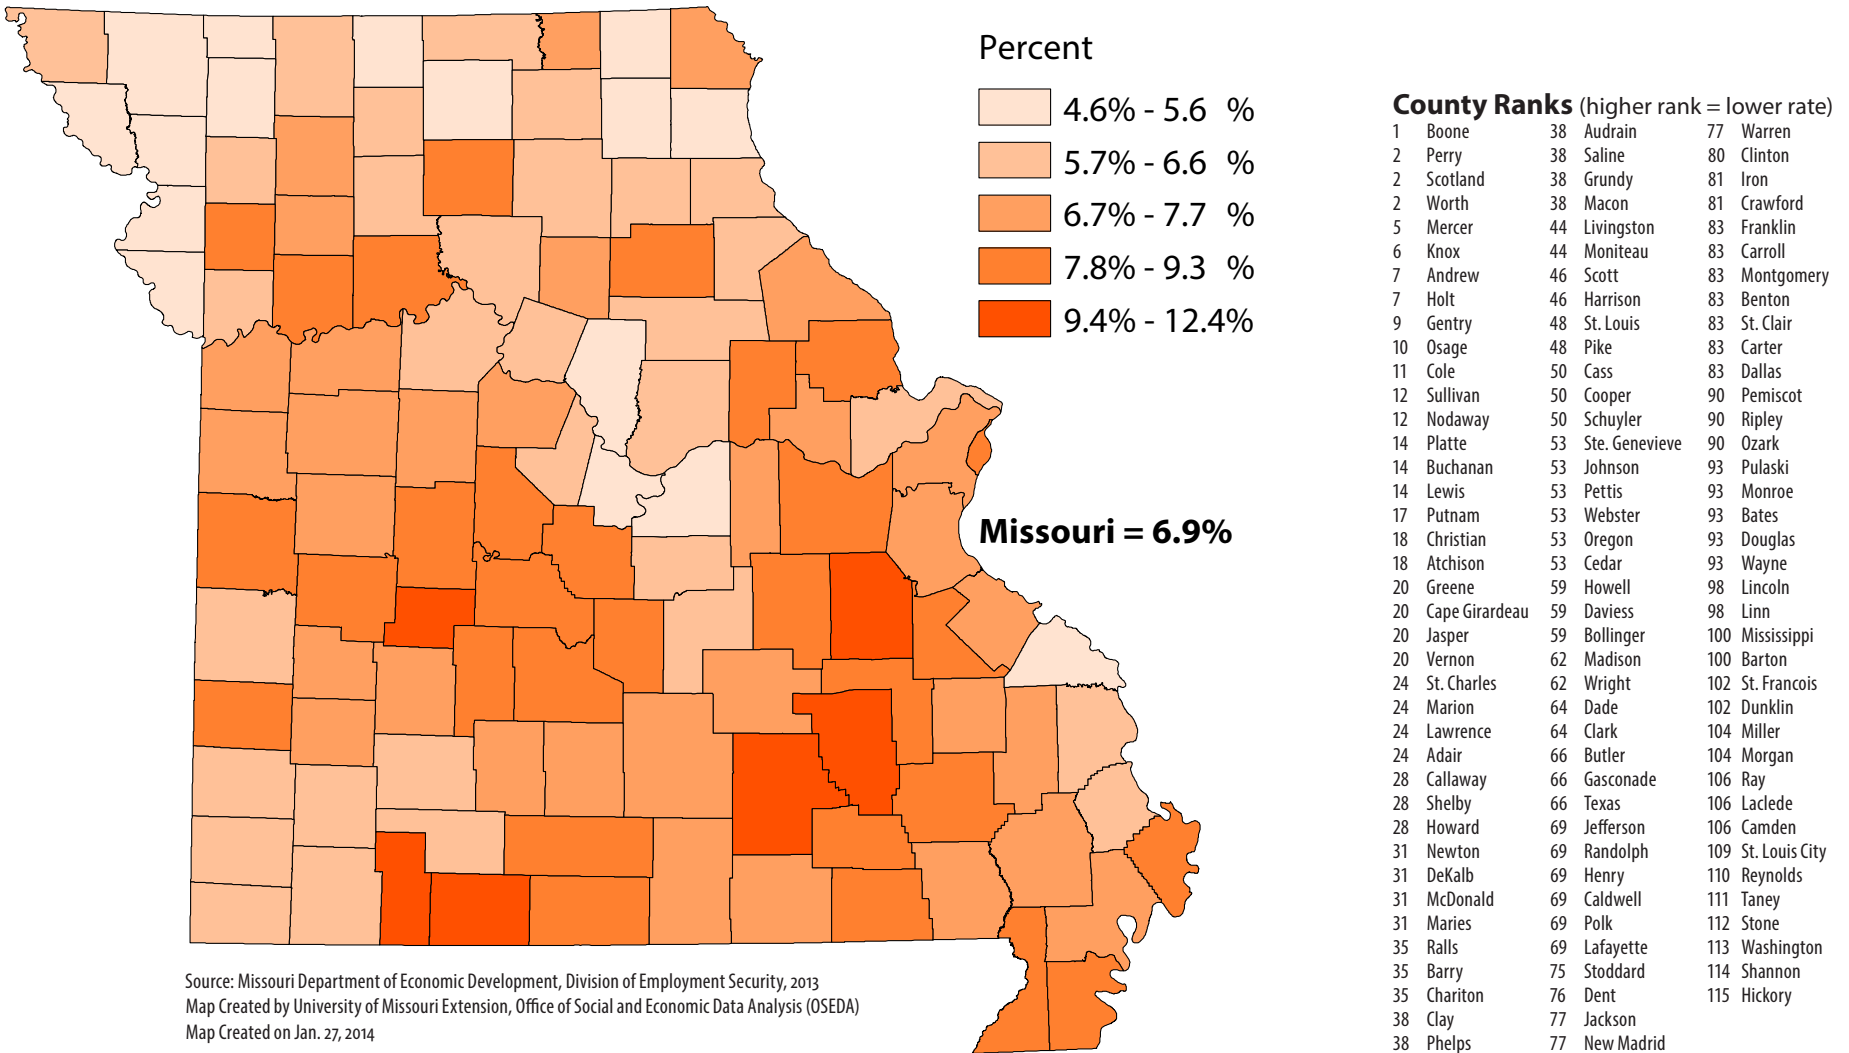 Percent
4.6% - 5.6 %
5.7% - 6.6 %
6.7% - 7.7 %
7.8% - 9.3 %
9.4% - 12.4%
Missouri = 6.9%
County Ranks (higher rank = lower rate)
1 Boone
2 Perry
2 Scotland
2 Worth
5 Mercer
6 Knox
7 Andrew
7 Holt
9 Gentry
10 Osage
11 Cole
12 Sullivan
12 Nodaway
14 Platte
14 Buchanan
14 Lewis
17 Putnam
18 Christian
18 Atchison
20 Greene
20 Cape Girardeau
20 Jasper
20 Vernon
24 St. Charles
24 Marion
24 Lawrence
24 Adair
28 Callaway
28 Shelby
28 Howard
31 Newton
31 DeKalb
31 McDonald
31 Maries
35 Ralls
35 Barry
35 Chariton
38 Clay
38 Phelps
38 Audrain
38 Saline
38 Grundy
38 Macon
44 Livingston
44 Moniteau
46 Scott
46 Harrison
48 St. Louis
48 Pike
50 Cass
50 Cooper
50 Schuyler
53 Ste. Genevieve
53 Johnson
53 Pettis
53 Webster
53 Oregon
53 Cedar
59 Howell
59 Daviess
59 Bollinger
62 Madison
62 Wright
64 Dade
64 Clark
66 Butler
66 Gasconade
66 Texas
69 Jefferson
69 Randolph
69 Henry
69 Caldwell
69 Polk
69 Lafayette
75 Stoddard
76 Dent
77 Jackson
77 New Madrid
77 Warren
80 Clinton
81 Iron
81 Crawford
83 Franklin
83 Carroll
83 Montgomery
83 Benton
83 St. Clair
83 Carter
83 Dallas
90 Pemiscot
90 Ripley
90 Ozark
93 Pulaski
93 Monroe
93 Bates
93 Douglas
93 Wayne
98 Lincoln
98 Linn
100 Mississippi
100 Barton
102 St. Francois
102 Dunklin
104 Miller
104 Morgan
106 Ray
106 Laclede
106 Camden
109 St. Louis City
110 Reynolds
111 Taney
112 Stone
113 Washington
114 Shannon
115 Hickory
Source: Missouri Department of Economic Development, Division of Employment Security, 2013
Map Created by University of Missouri Extension, Office of Social and Economic Data Analysis (OSEDA)
Map Created on Jan. 27, 2014